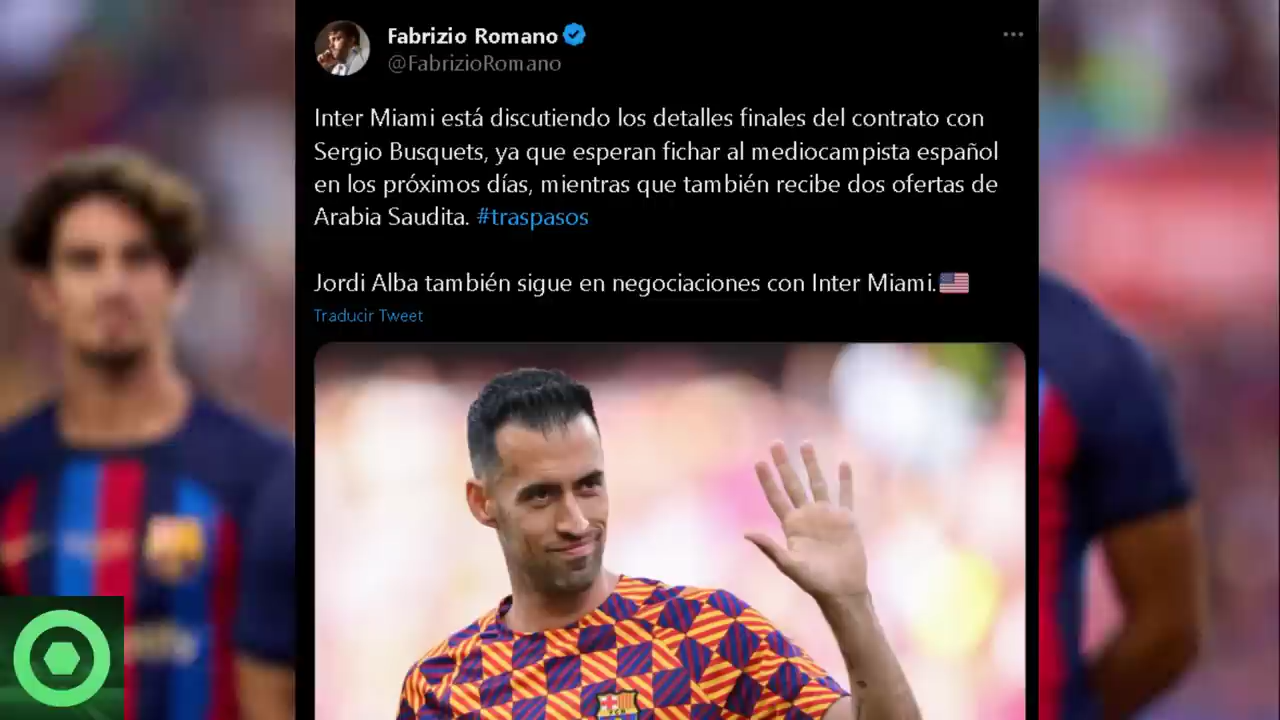 Fabrizio Romano
@FabrizioRomano
Inter Miami está discutiendo los detalles finales del contrato con
Sergio Busquets, ya que esperan fichar al mediocampista español
en los próximos días, mientras que también recibe dos ofertas de
Arabia Saudita. #traspasos
Jordi Alba también sigue en negociaciones con Inter Miami.
Traducir Tweet